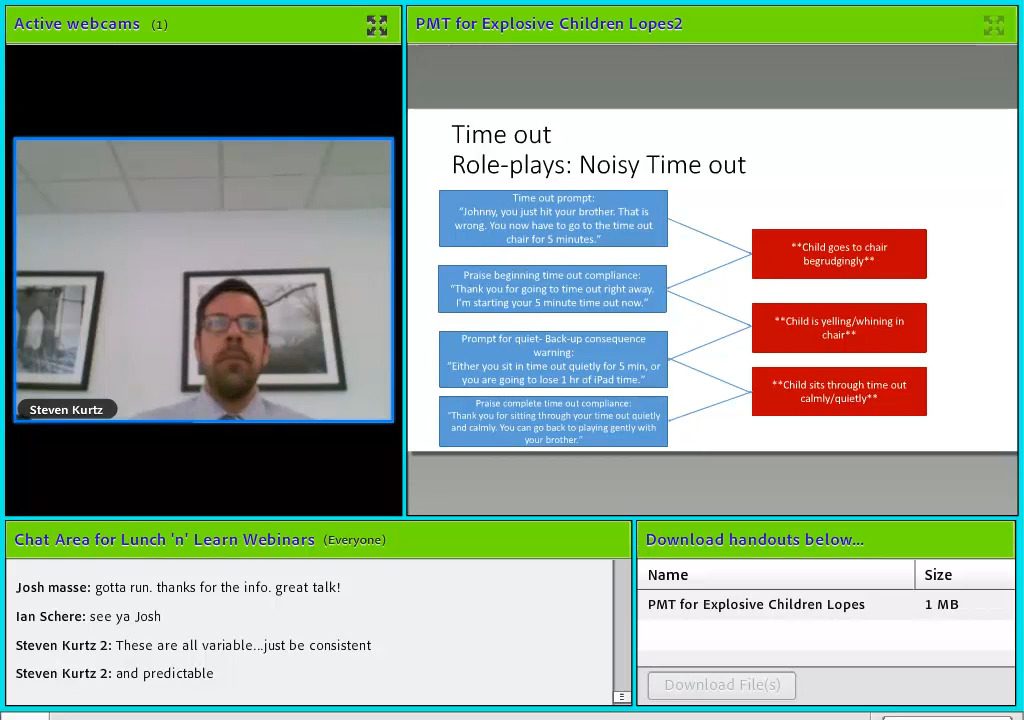 Active webcams (1)
PMT for Explosive Children Lopes2
Steven Kurtz
Time out
Role-plays: Noisy Time out
Time out prompt:
“Johnny, you just hit your brother. That is
wrong. You now have to go to the time out
chair for 5 minutes.”
**Child goes to chair
begrudgingly**
Praise beginning time out compliance:
“Thank you for going to time out right away.
I’m starting your 5 minute time out now.”
**Child is yelling/whining in
chair**
Prompt for quiet- Back-up consequence
warning:
“Either you sit in time out quietly for 5 min, or
you are going to lose 1 hr of iPad time.”
**Child sits through time out
calmly/quietly**
Praise complete time out compliance:
“Thank you for sitting through your time out quietly
and calmly. You can go back to playing gently with
your brother.”
Chat Area for Lunch 'n' Learn Webinars (Everyone)
Josh masse: gotta run. thanks for the info. great talk!
Ian Schere: see ya Josh
Steven Kurtz 2: These are all variable...just be consistent
Steven Kurtz 2: and predictable
Download handouts below...
Name Size
PMT for Explosive Children Lopes 1 MB
Download File(s)